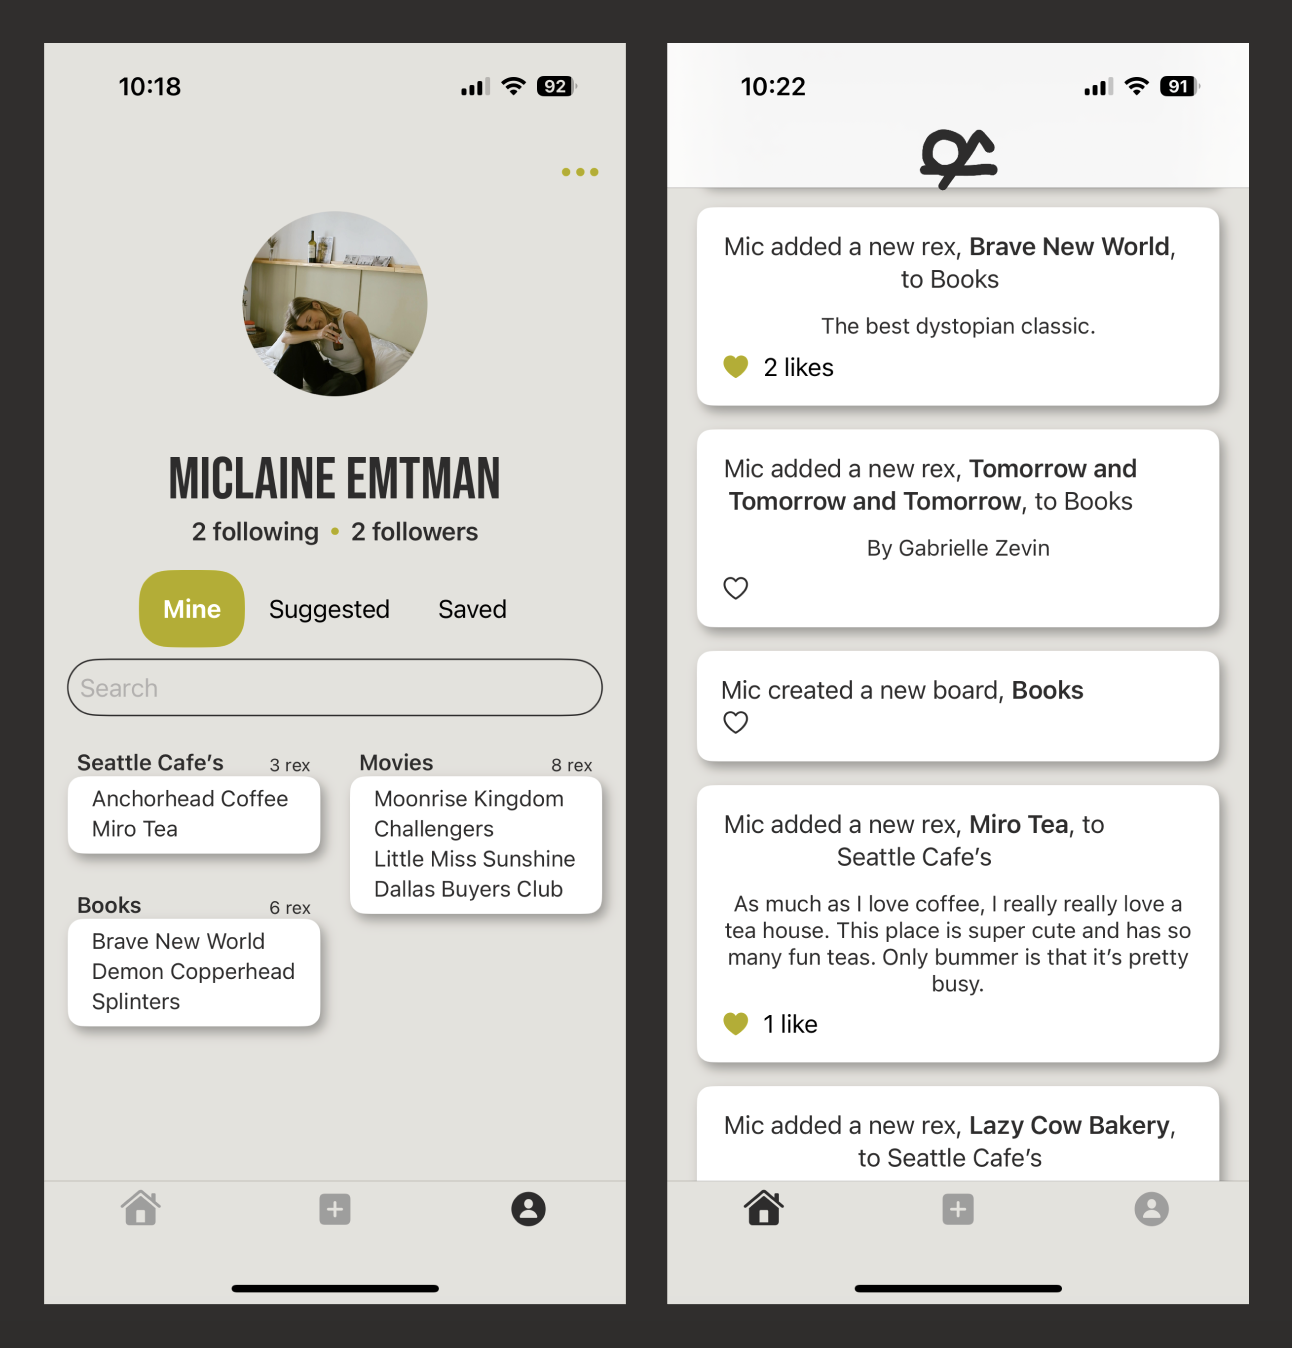 10:18
92
MICLAINE EMTMAN
2 following • 2 followers
Mine
Suggested
Saved
Search
Seattle Cafe's
3 rex
Anchorhead Coffee
Miro Tea
Books
6 rex
Brave New World
Demon Copperhead
Splinters
Movies
8 rex
Moonrise Kingdom
Challengers
Little Miss Sunshine
Dallas Buyers Club
10:22
91
Mic added a new rex, Brave New World,
to Books
The best dystopian classic.
2 likes
Mic added a new rex, Tomorrow and
Tomorrow and Tomorrow, to Books
By Gabrielle Zevin
Mic created a new board, Books
Mic added a new rex, Miro Tea, to
Seattle Cafe's
As much as I love coffee, I really really love a
tea house. This place is super cute and has so
many fun teas. Only bummer is that it's pretty
busy.
1 like
Mic added a new rex, Lazy Cow Bakery,
to Seattle Cafe's